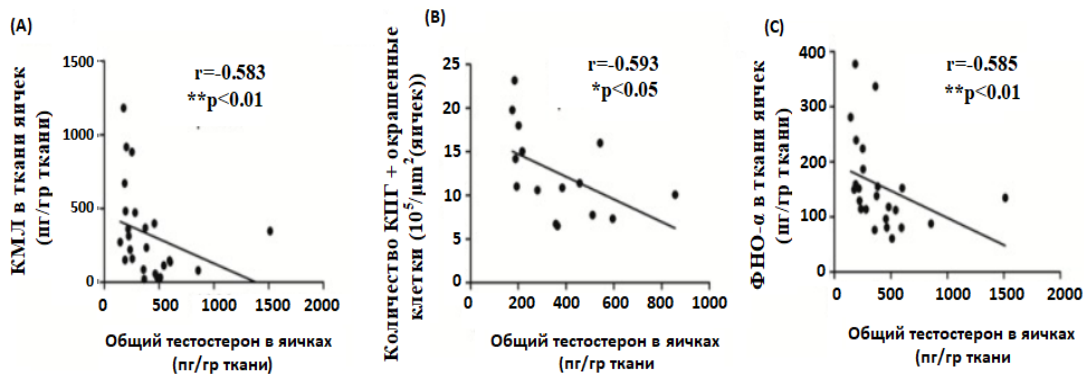 (A)
r=-0.583
**p<0.01
КМЛ в ткани яичек
(пг/гр ткани)
1500
1000
500
400
200
0
0
500
1000
1500
2000
Общий тестостерон в яичках
(пг/гр ткани)
(B)
r=-0.593
*p<0.05
Количество КПГ + окрашенные
клетки (10⁵/μm²(яичек))
25
20
15
10
5
0
200
400
600
800
1000
Общий тестостерон в яичках
(пг/гр ткани
(C)
r=-0.585
**p<0.01
ФНО-α в ткани яичек
(пг/гр ткани)
400
300
200
150
100
50
0
0
500
1000
1500
2000
Общий тестостерон в яичках
(пг/гр ткани